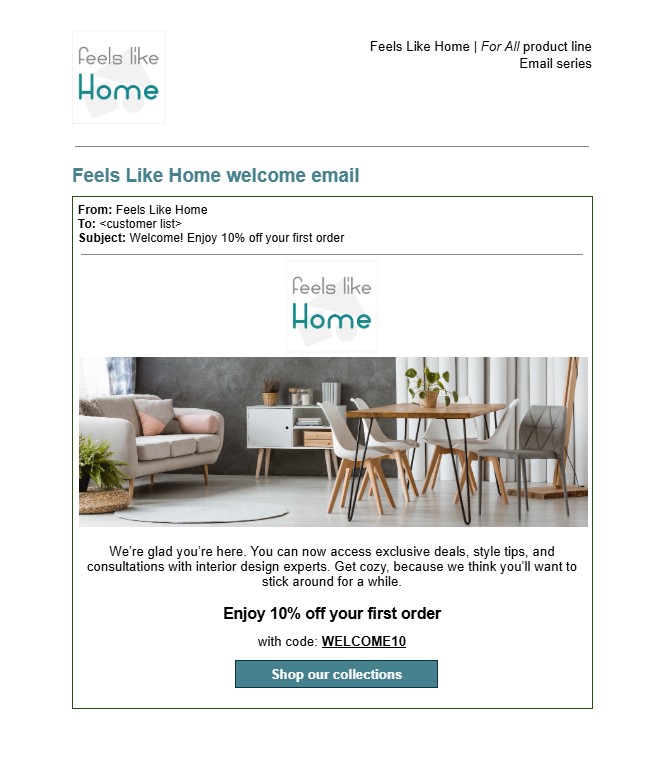 feels like
Home
Feels Like Home | For All product line
Email series
Feels Like Home welcome email
From: Feels Like Home
To: <customer list>
Subject: Welcome! Enjoy 10% off your first order
feels like
Home
We’re glad you’re here. You can now access exclusive deals, style tips, and
consultations with interior design experts. Get cozy, because we think you’ll want to
stick around for a while.
Enjoy 10% off your first order
with code: WELCOME10
Shop our collections